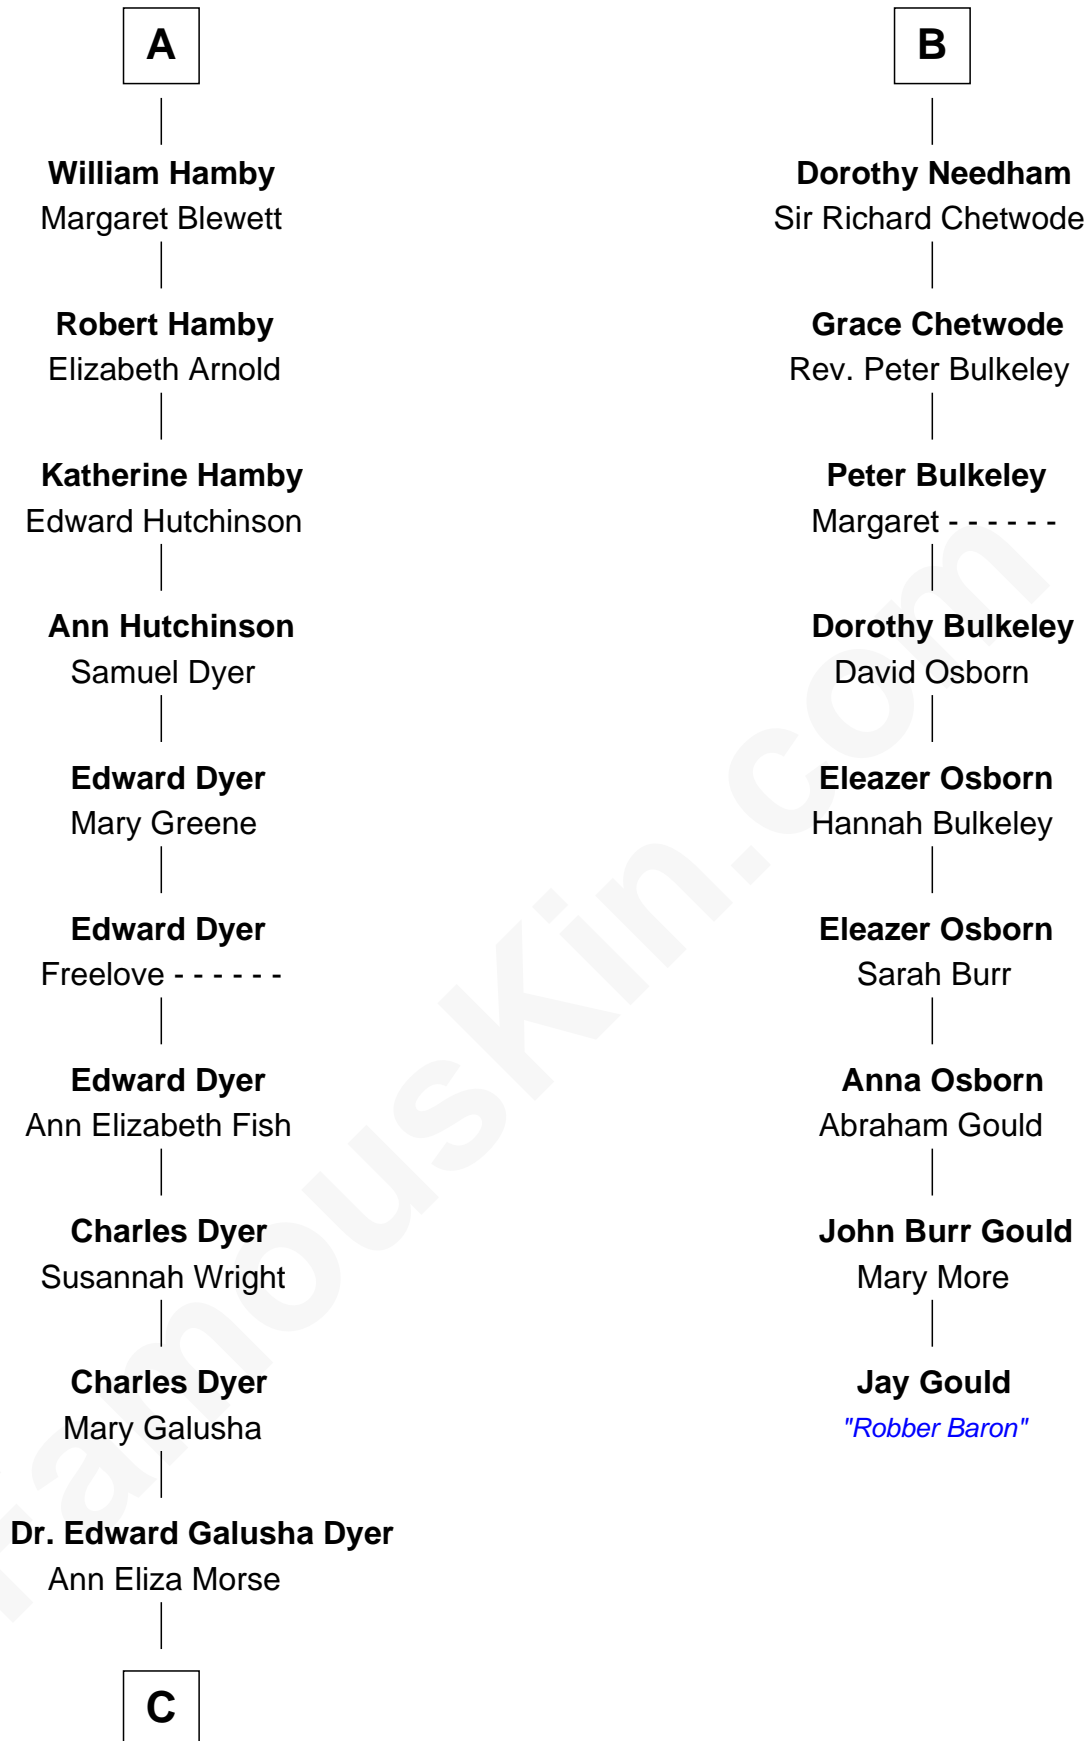 A
William Hamby
Margaret Blewett
Robert Hamby
Elizabeth Arnold
Katherine Hamby
Edward Hutchinson
Ann Hutchinson
Samuel Dyer
Edward Dyer
Mary Greene
Edward Dyer
Freelove - - - - - -
Edward Dyer
Ann Elizabeth Fish
Charles Dyer
Susannah Wright
Charles Dyer
Mary Galusha
Dr. Edward Galusha Dyer
Ann Eliza Morse
C
B
Dorothy Needham
Sir Richard Chetwode
Grace Chetwode
Rev. Peter Bulkeley
Peter Bulkeley
Margaret - - - - - -
Dorothy Bulkeley
David Osborn
Eleazer Osborn
Hannah Bulkeley
Eleazer Osborn
Sarah Burr
Anna Osborn
Abraham Gould
John Burr Gould
Mary More
Jay Gould
"Robber Baron"
FamousKin.com